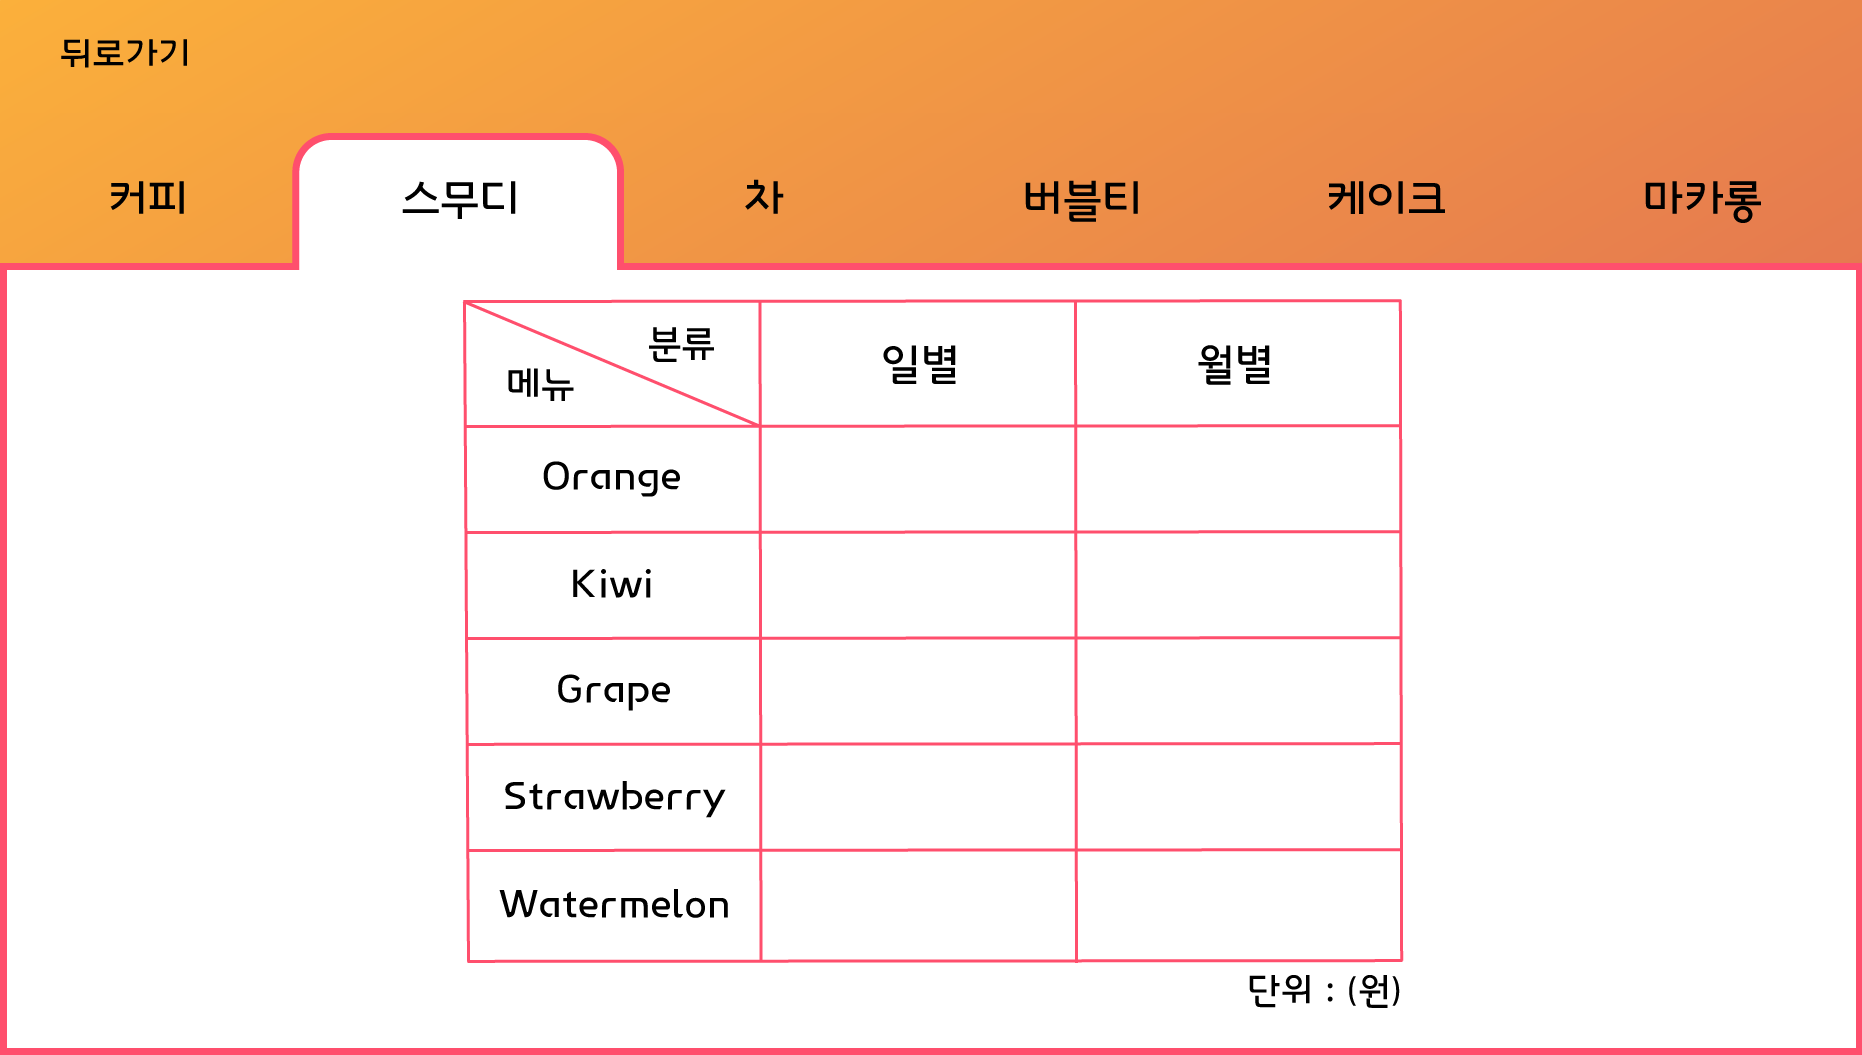 뒤로가기
커피 스무디 차 버블티 케이크 마카롱
분류
메뉴
일별 월별
Orange
Kiwi
Grape
Strawberry
Watermelon
단위 : (원)